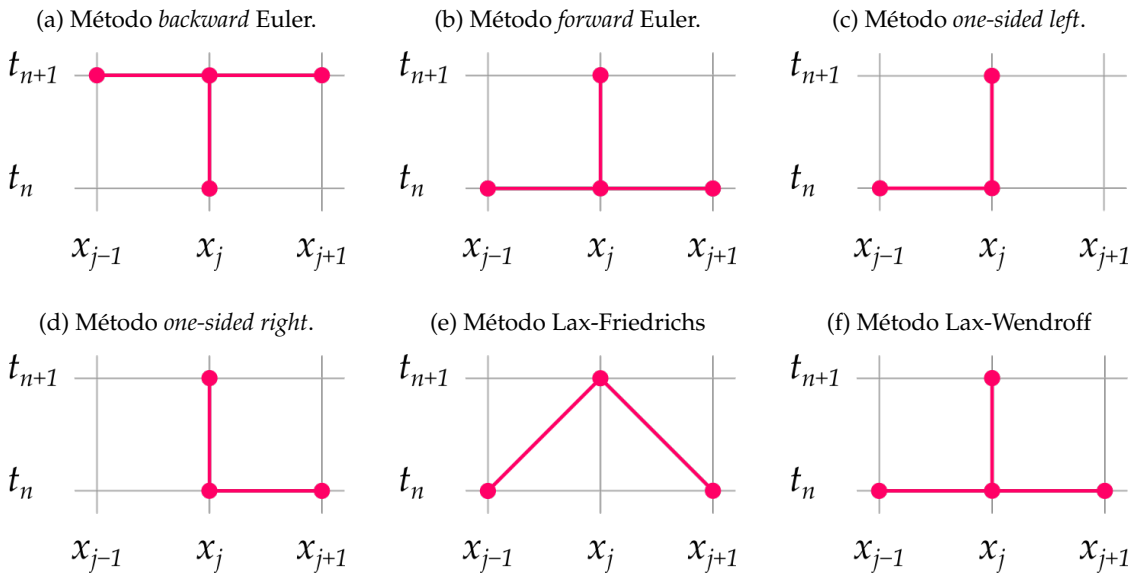 (a) Método backward Euler.
(b) Método forward Euler.
(c) Método one-sided left.
t_{n+1}
t_{n+1}
t_{n+1}
t_n
t_n
t_n
x_{j-1} x_j x_{j+1}
x_{j-1} x_j x_{j+1}
x_{j-1} x_j x_{j+1}
(d) Método one-sided right.
(e) Método Lax-Friedrichs
(f) Método Lax-Wendroff
t_{n+1}
t_{n+1}
t_{n+1}
t_n
t_n
t_n
x_{j-1} x_j x_{j+1}
x_{j-1} x_j x_{j+1}
x_{j-1} x_j x_{j+1}